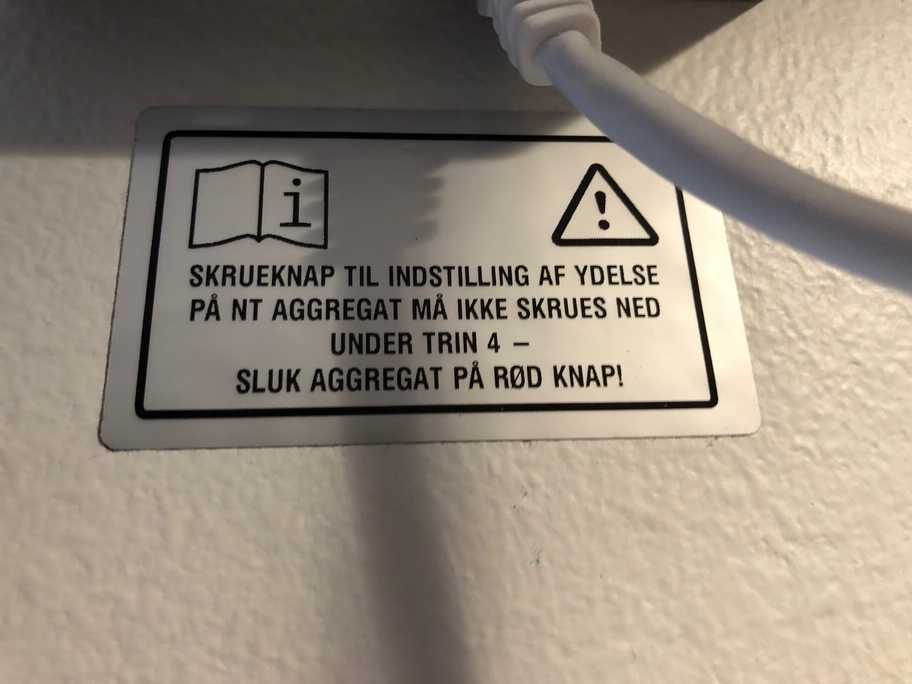 SKRUEKNAP TIL INDSTILLING AF YDELSE
PÅ NT AGGREGAT MÅ IKKE SKRUES NED
UNDER TRIN 4 –
SLUK AGGREGAT PÅ RØD KNAP!